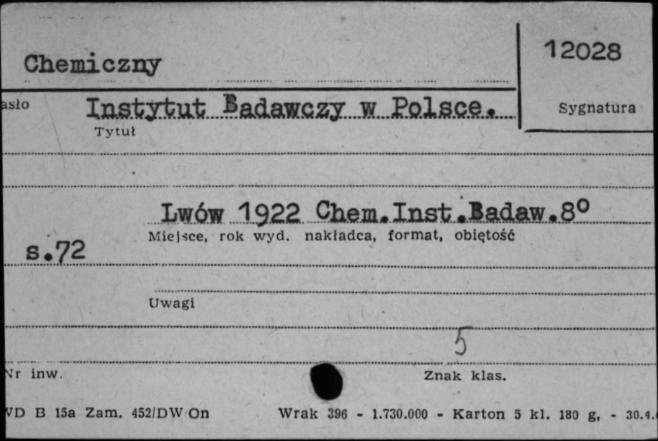 Chemiczny
12028
asło
Instytut Badawczy w Polsce.
Sygnatura
Tytuł
Lwów 1922 Chem.Inst.Badaw.8°
Miejsce, rok wyd. nakładca, format, obiętość
s.72
Uwagi
5
Nr inw.
Znak klas.
WD B 15a Zam. 452/DW/On Wrak 396 - 1.730.000 - Karton 5 kl. 180 g, - 30.4.